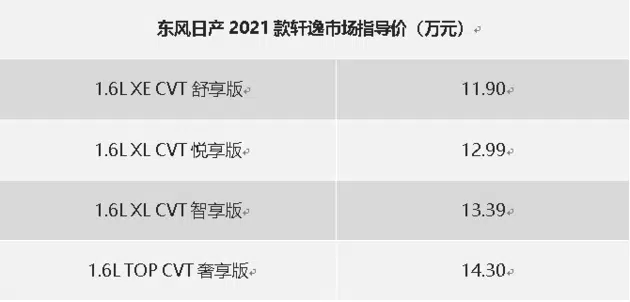 东风日产 2021 款轩逸市场指导价（万元）
1.6L XE CVT 舒享版 11.90
1.6L XL CVT 悦享版 12.99
1.6L XL CVT 智享版 13.39
1.6L TOP CVT 奢享版 14.30